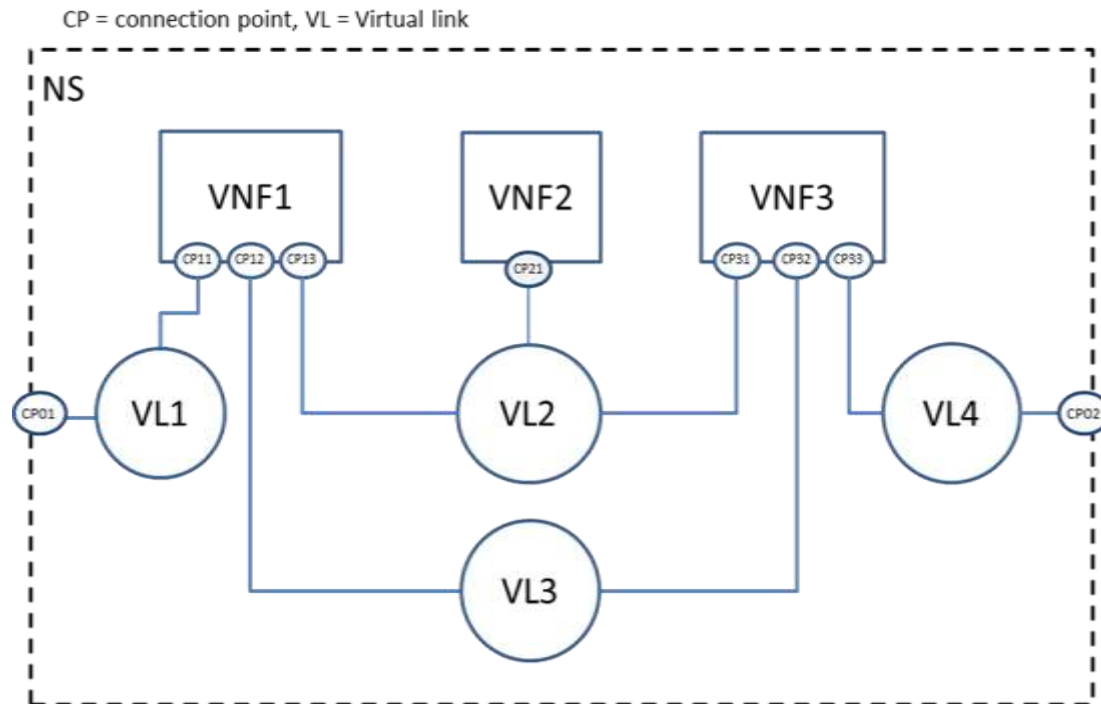 CP = connection point, VL = Virtual link
NS
VNF1
VNF2
VNF3
CP11
CP12
CP13
CP21
CP31
CP32
CP33
CP01
VL1
VL2
VL4
CP02
VL3